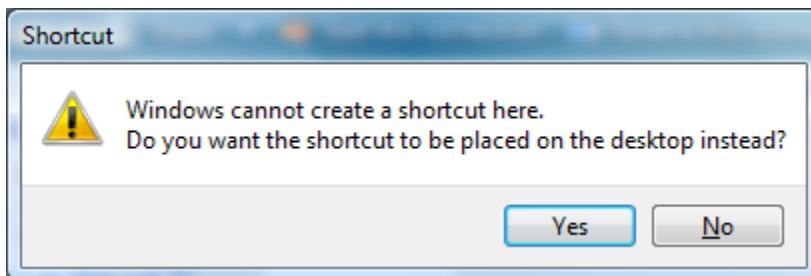 Shortcut
Windows cannot create a shortcut here.
Do you want the shortcut to be placed on the desktop instead?
Yes
No